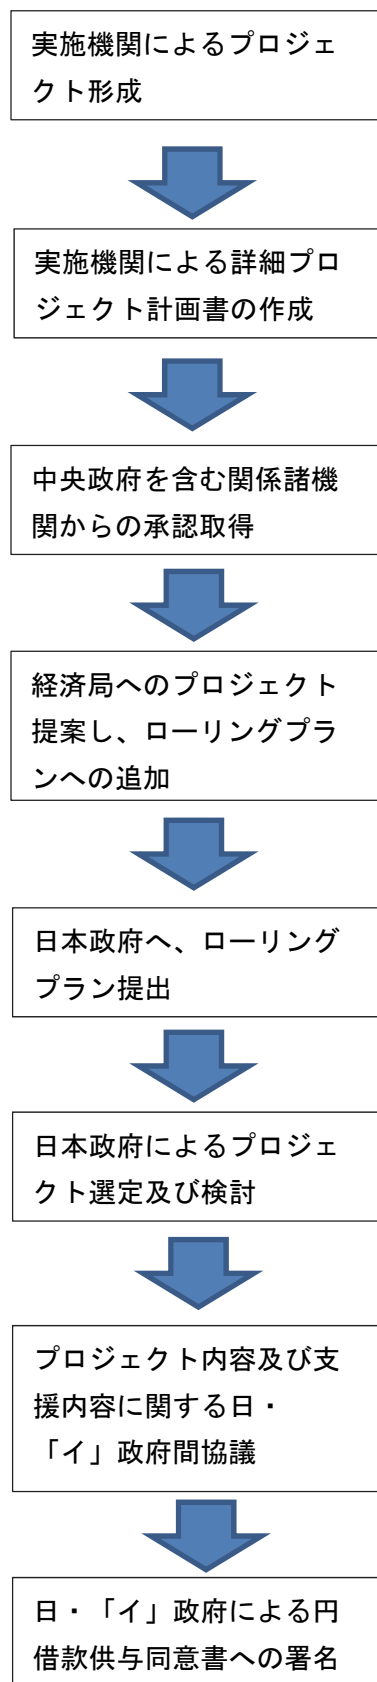 実施機関によるプロジェ
クト形成
実施機関による詳細プロ
ジェクト計画書の作成
中央政府を含む関係諸機
関からの承認取得
経済局へのプロジェクト
提案し、ローリングプラ
ンへの追加
日本政府へ、ローリング
プラン提出
日本政府によるプロジェ
クト選定及び検討
プロジェクト内容及び支
援内容に関する日・
「イ」政府間協議
日・「イ」政府による円
借款供与同意書への署名